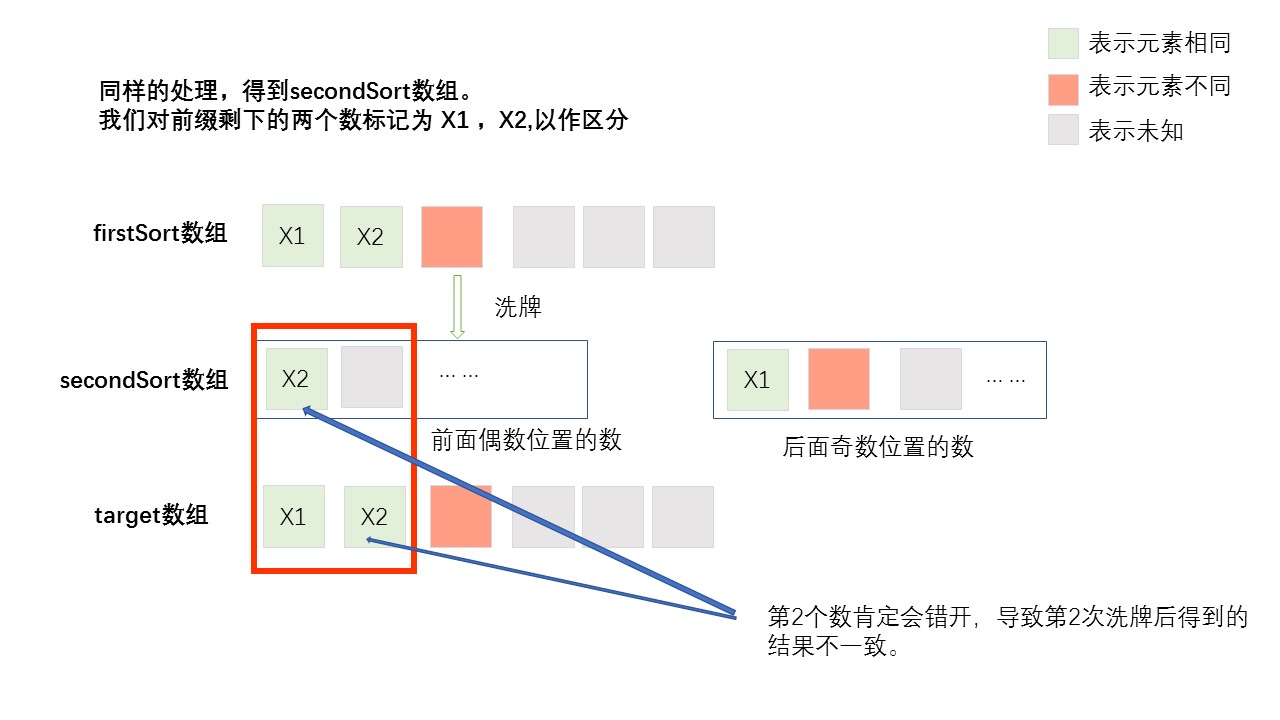 表示元素相同
表示元素不同
表示未知
同样的处理，得到secondSort数组。
我们对前缀剩下的两个数标记为 X1 ，X2,以作区分
firstSort数组
X1
X2
洗牌
secondSort数组
X2
... ...
X1
... ...
前面偶数位置的数
后面奇数位置的数
target数组
X1
X2
第2个数肯定会错开，导致第2次洗牌后得到的
结果不一致。